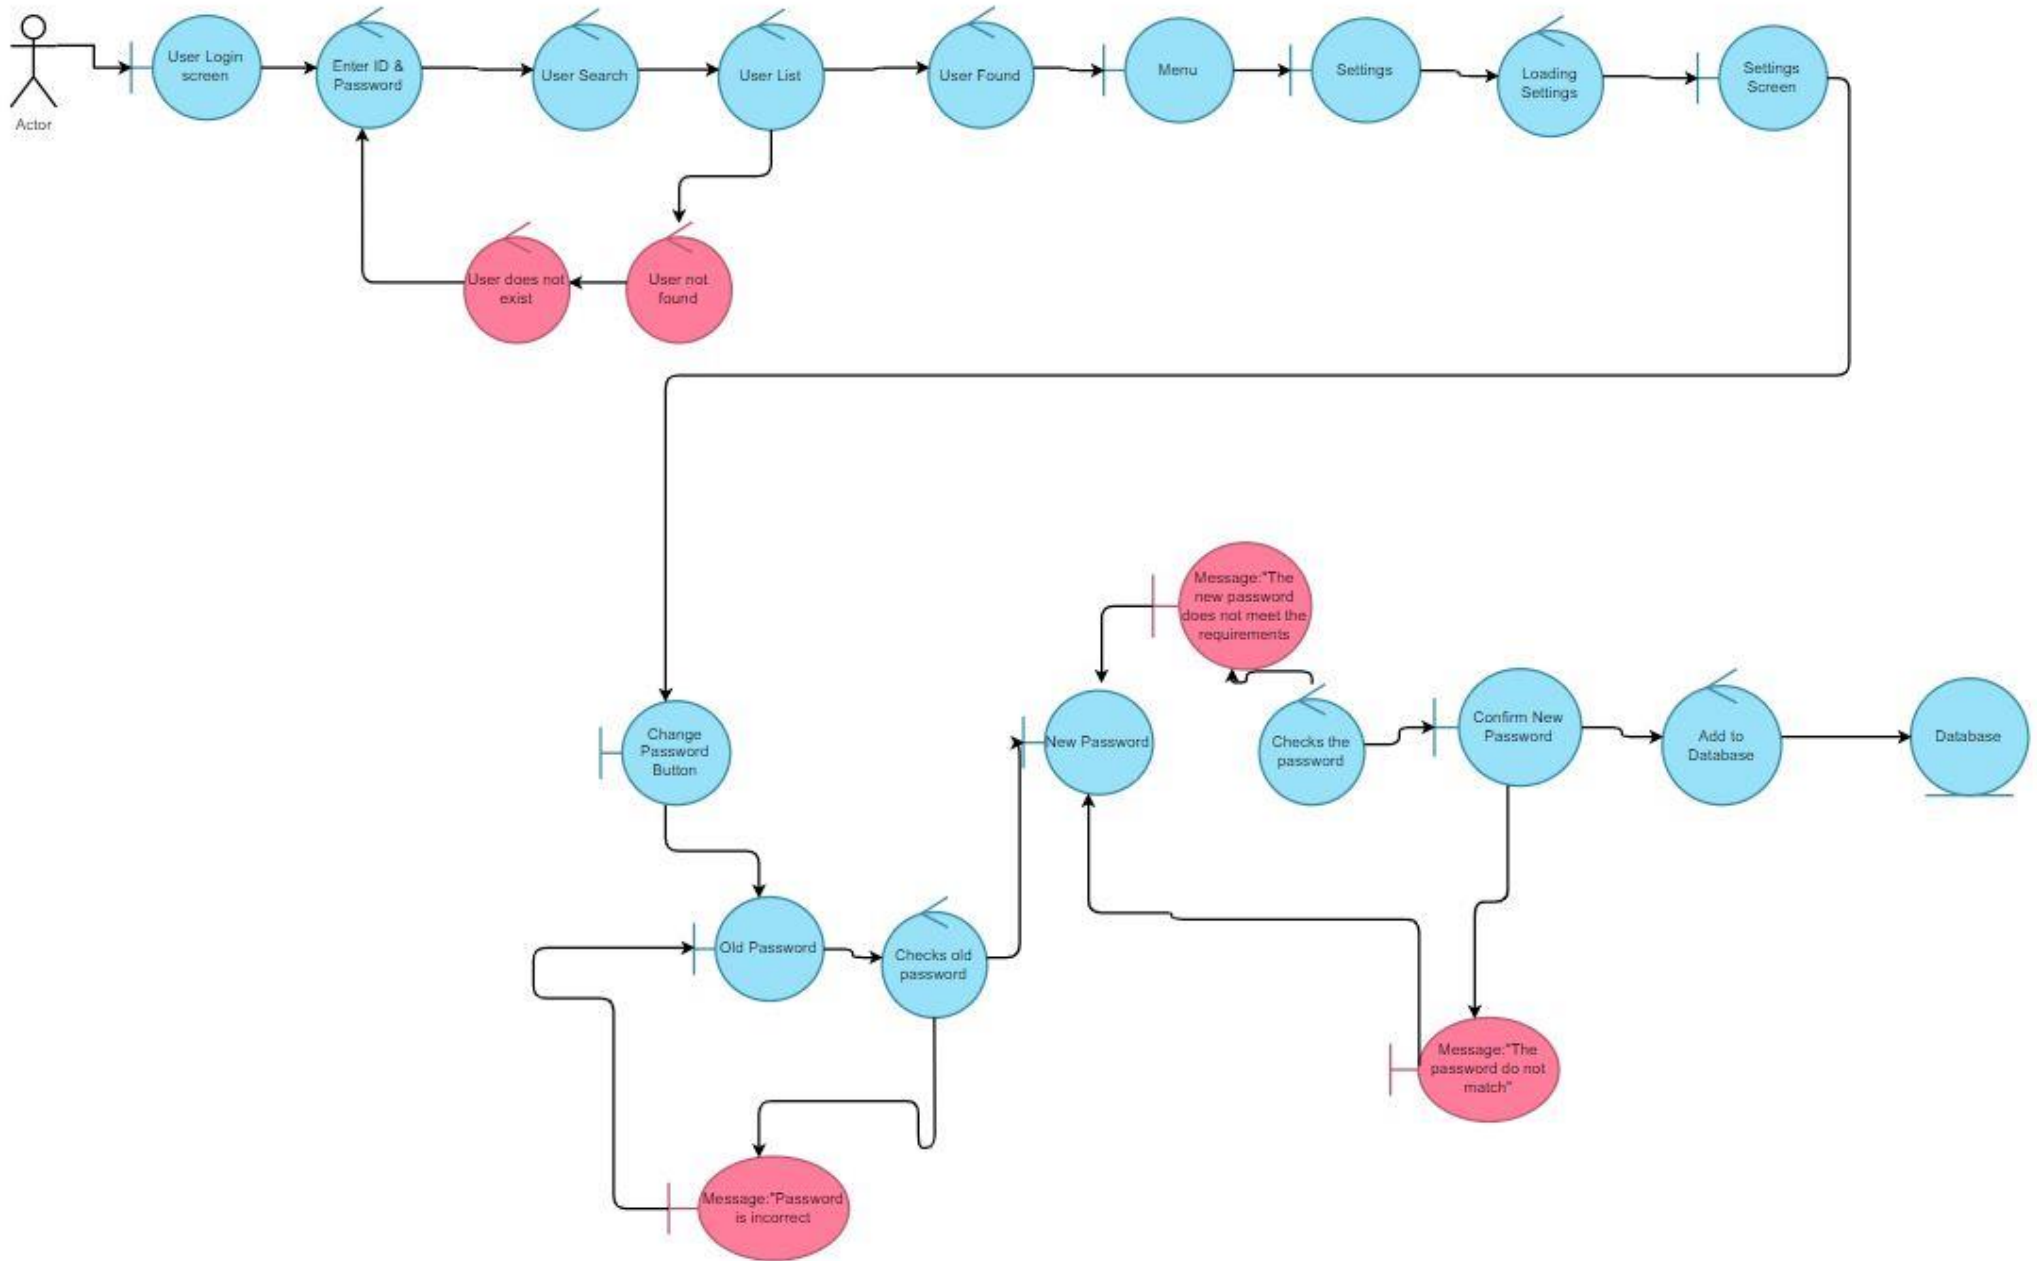 User Login
screen
Enter ID &
Password
User Search
User List
User Found
Menu
Settings
Loading
Settings
Settings
Screen
Actor
User does not
exist
User not
found
Message:"The
new password
does not meet the
requirements
Change
Password
Button
New Password
Checks the
password
Confirm New
Password
Add to
Database
Database
Old Password
Checks old
password
Message:"The
password do not
match"
Message:"Password
is incorrect